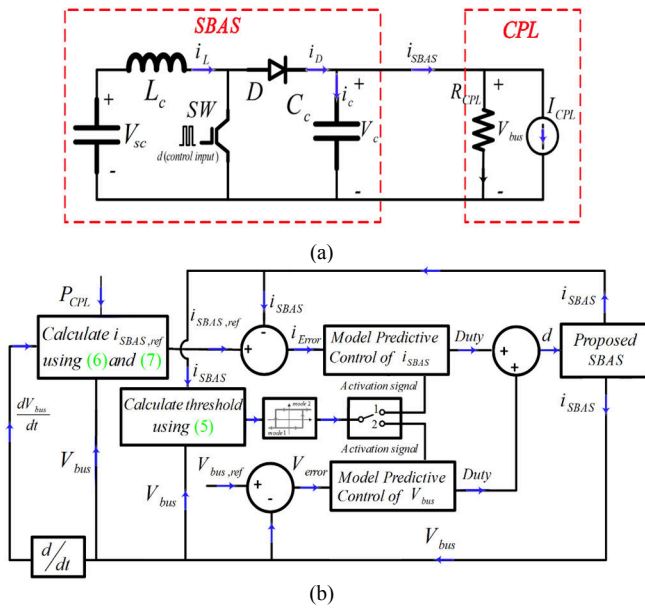 SBAS
CPL
i_L
i_D
i_SBAS
L_c
D
C_c
i_c
R_CPL
I_CPL
+
+
+
V_sc
SW
V_c
V_bus
d (control input)
-
-
-
(a)
P_CPL
i_SBAS,ref
i_SBAS
i_SBAS
Calculate i_SBAS,ref
using (6) and (7)
+
-
i_Error
Model Predictive
Control of i_SBAS
Duty
+
+
d
Proposed
SBAS
i_SBAS
Activation signal
i_SBAS
dV_bus/dt
Calculate threshold
using (5)
mode 2
mode 1
1
2
Activation signal
V_bus
V_bus
V_bus,ref
+
-
V_error
Model Predictive
Control of V_bus
Duty
V_bus
d/dt
(b)